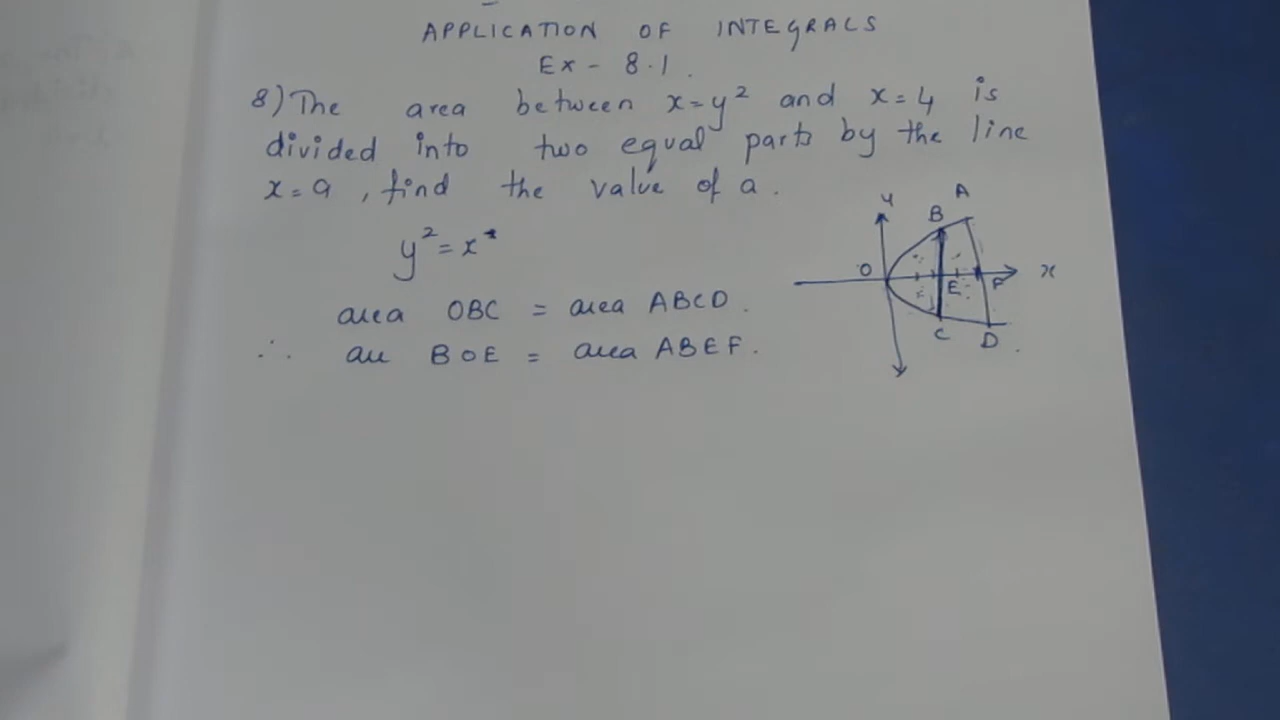 APPLICATION OF INTEGRALS
Ex - 8.1.
8) The area between x=y² and x=4 is
divided into two equal parts by the line
x=a, find the value of a.
y² = x
area OBC = area ABCD.
∴ ar BOE = area ABEF.
y
A
B
O
E
F
x
C
D